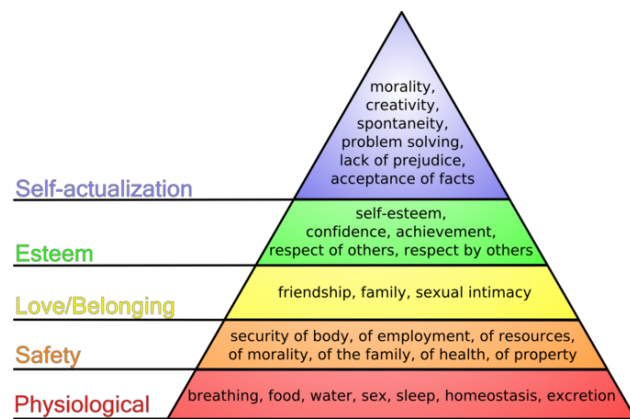 morality,
creativity,
spontaneity,
problem solving,
lack of prejudice,
acceptance of facts
Self-actualization
self-esteem,
confidence, achievement,
respect of others, respect by others
Esteem
friendship, family, sexual intimacy
Love/Belonging
security of body, of employment, of resources,
of morality, of the family, of health, of property
Safety
breathing, food, water, sex, sleep, homeostasis, excretion
Physiological